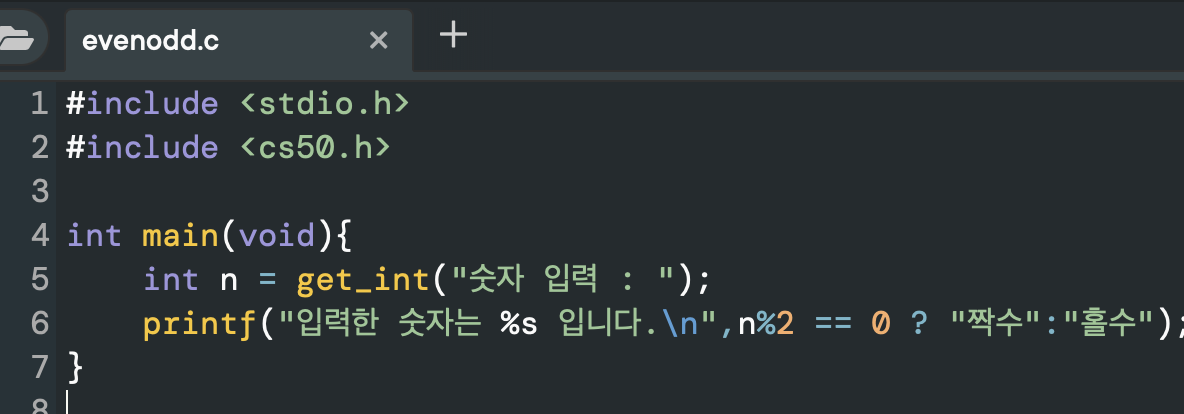 evenodd.c × +
1 #include <stdio.h>
2 #include <cs50.h>
3
4 int main(void){
5     int n = get_int("숫자 입력 : ");
6     printf("입력한 숫자는 %s 입니다.\n",n%2 == 0 ? "짝수":"홀수");
7 }
8